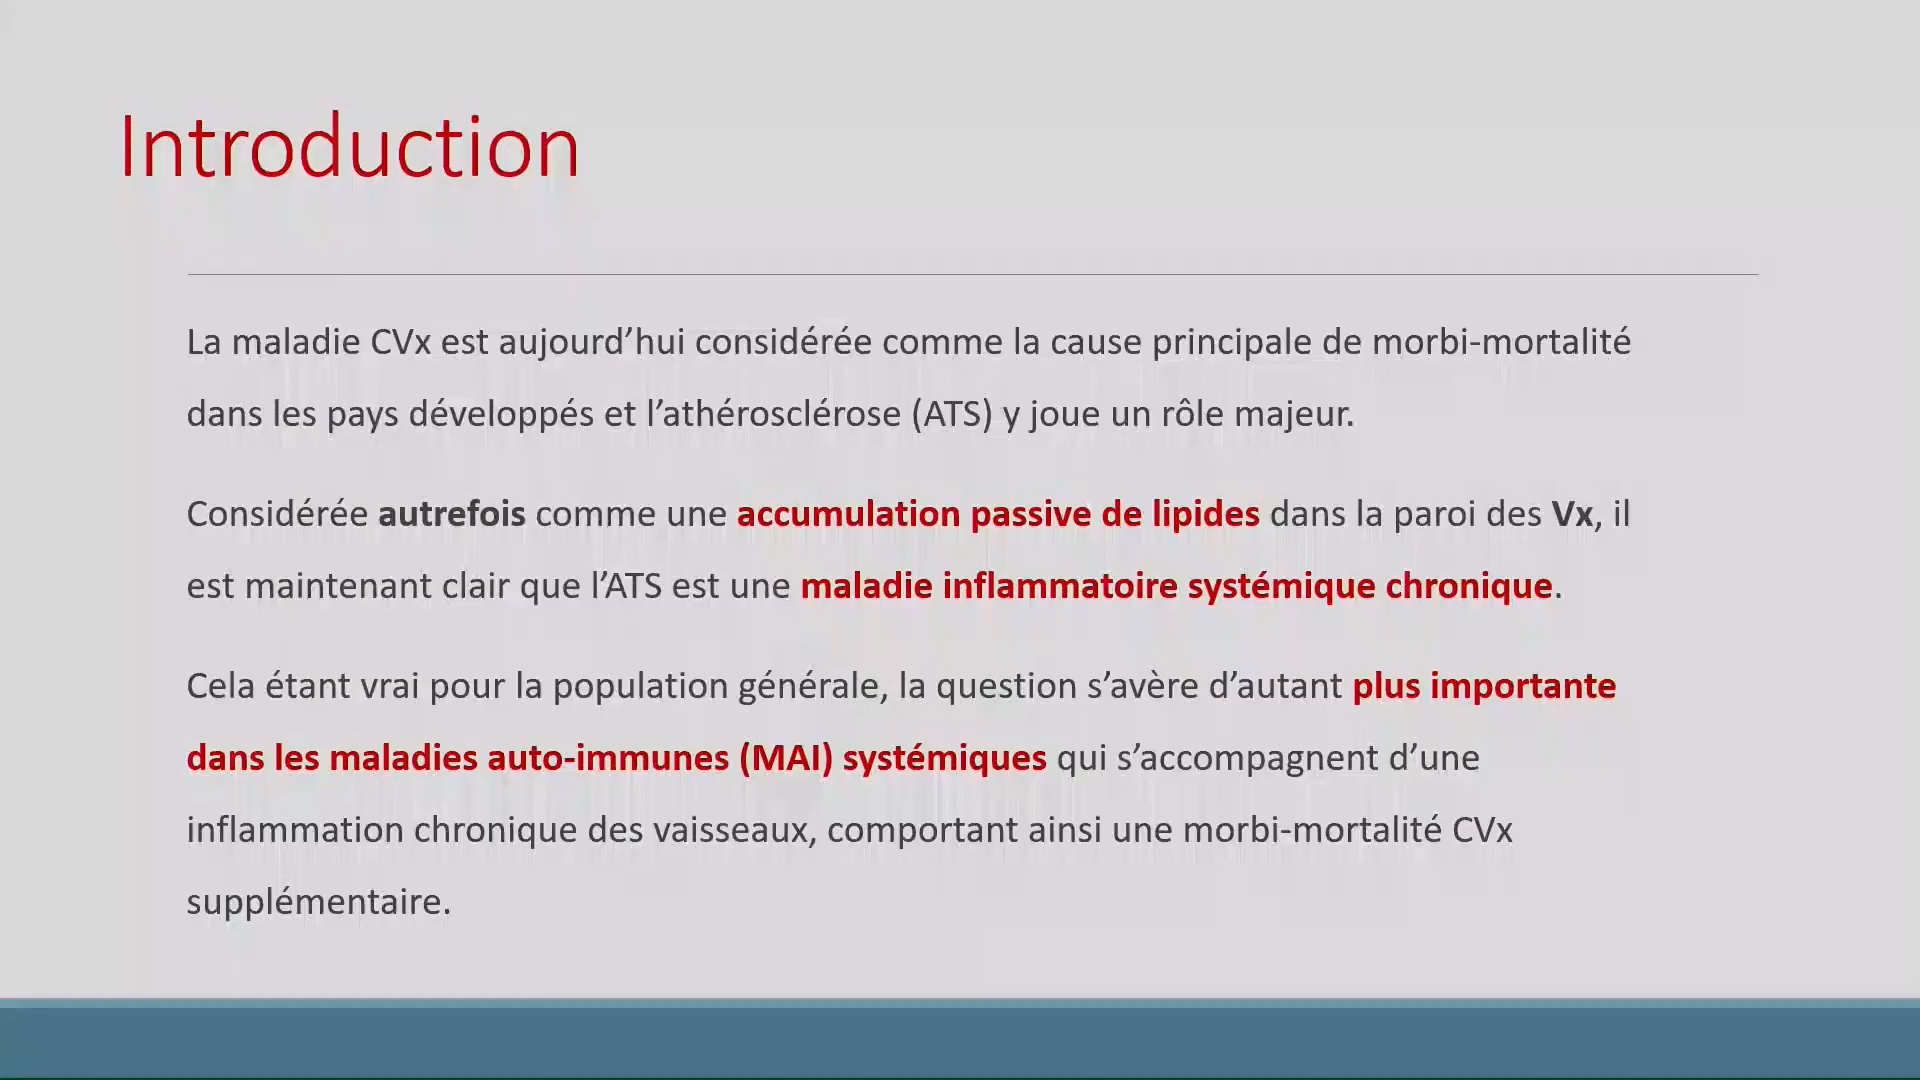 Introduction
La maladie CVx est aujourd’hui considérée comme la cause principale de morbi-mortalité
dans les pays développés et l’athérosclérose (ATS) y joue un rôle majeur.
Considérée autrefois comme une accumulation passive de lipides dans la paroi des Vx, il
est maintenant clair que l’ATS est une maladie inflammatoire systémique chronique.
Cela étant vrai pour la population générale, la question s’avère d’autant plus importante
dans les maladies auto-immunes (MAI) systémiques qui s’accompagnent d’une
inflammation chronique des vaisseaux, comportant ainsi une morbi-mortalité CVx
supplémentaire.